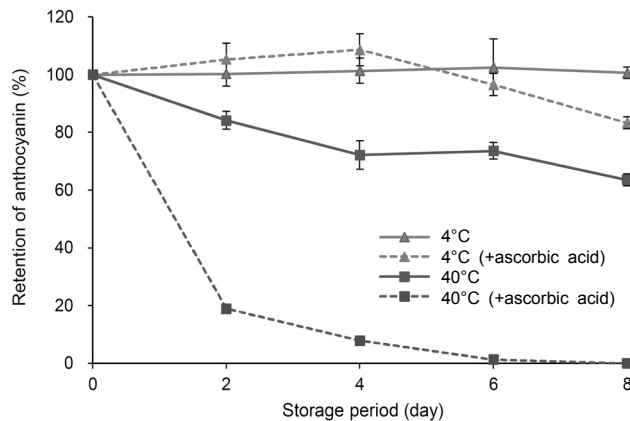 120
100
80
60
40
20
0
Retention of anthocyanin (%)
4°C
4°C (+ascorbic acid)
40°C
40°C (+ascorbic acid)
0 2 4 6 8
Storage period (day)